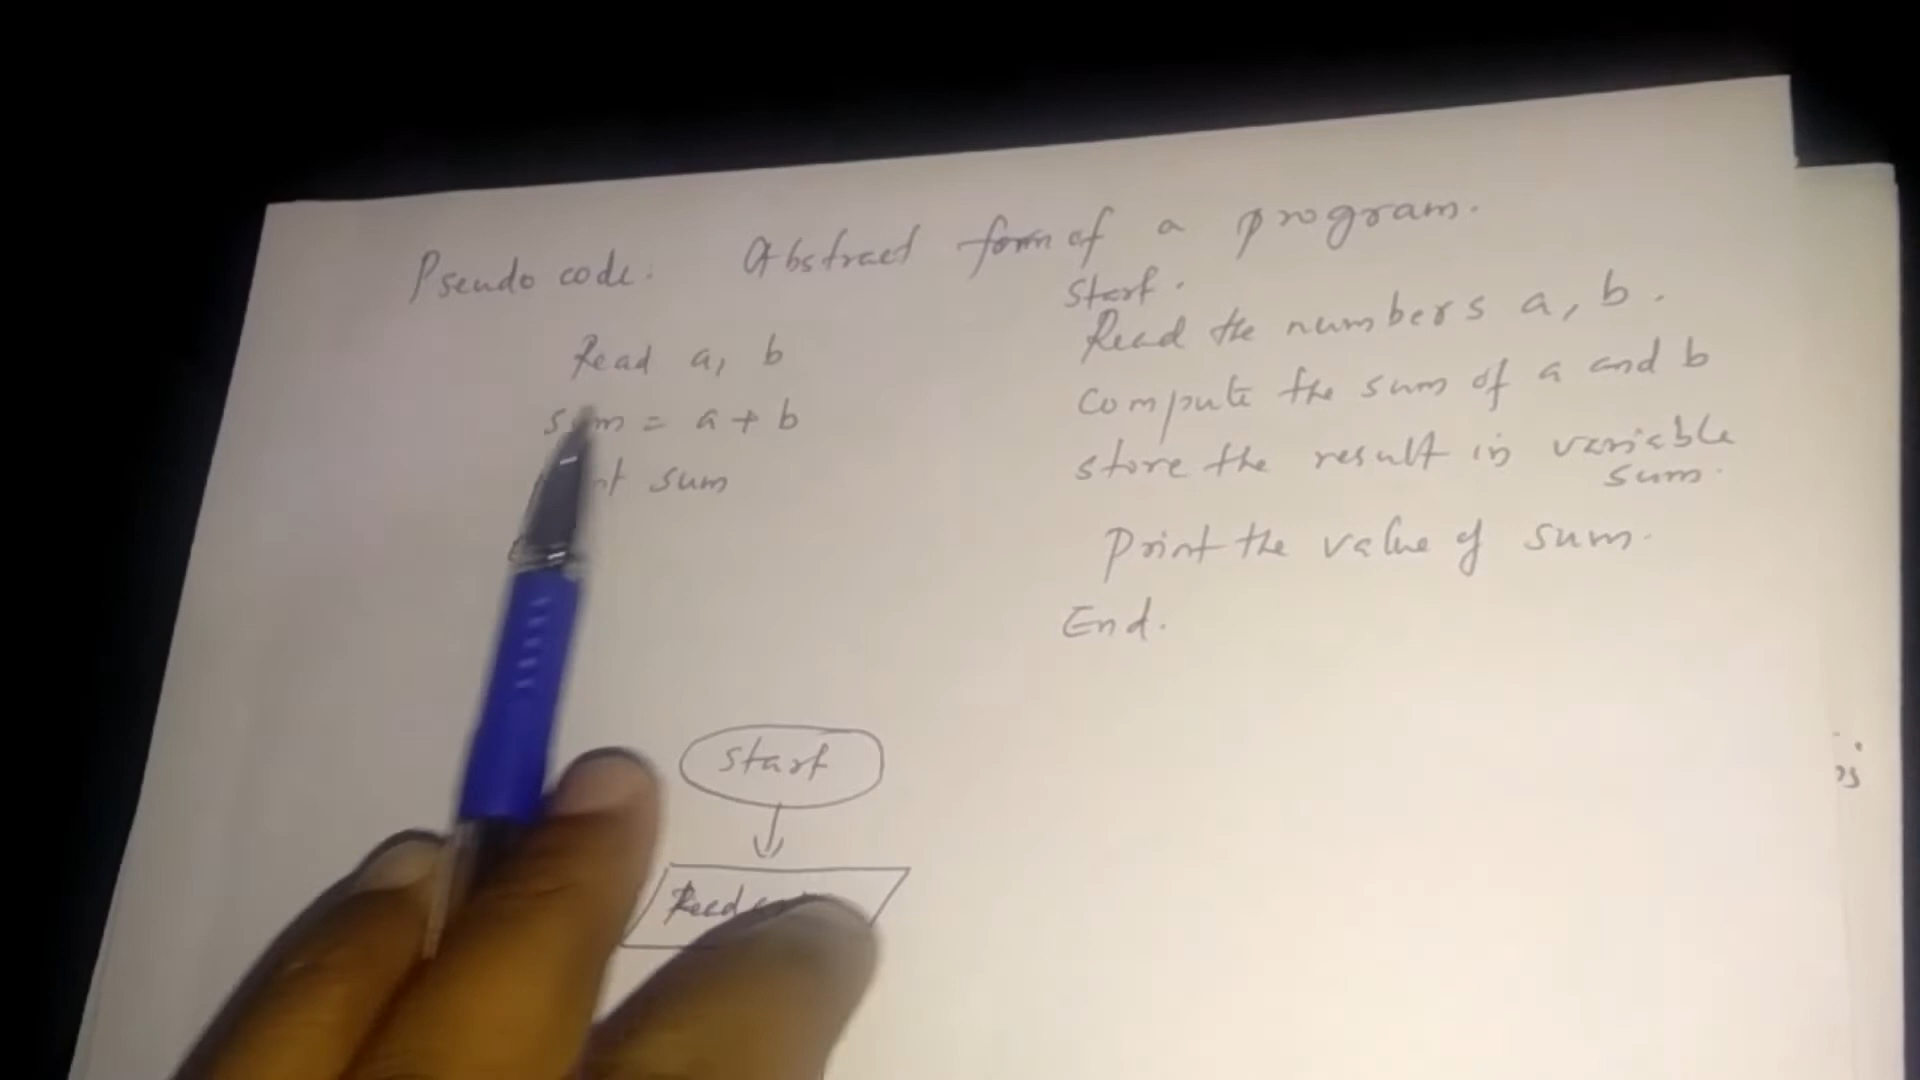 Pseudo code: Abstract form of a program.
Read a, b
sum = a + b
sum
Start.
Read the numbers a, b.
compute the sum of a and b
store the result in variable
sum.
Print the value of sum.
End.
Start
Read